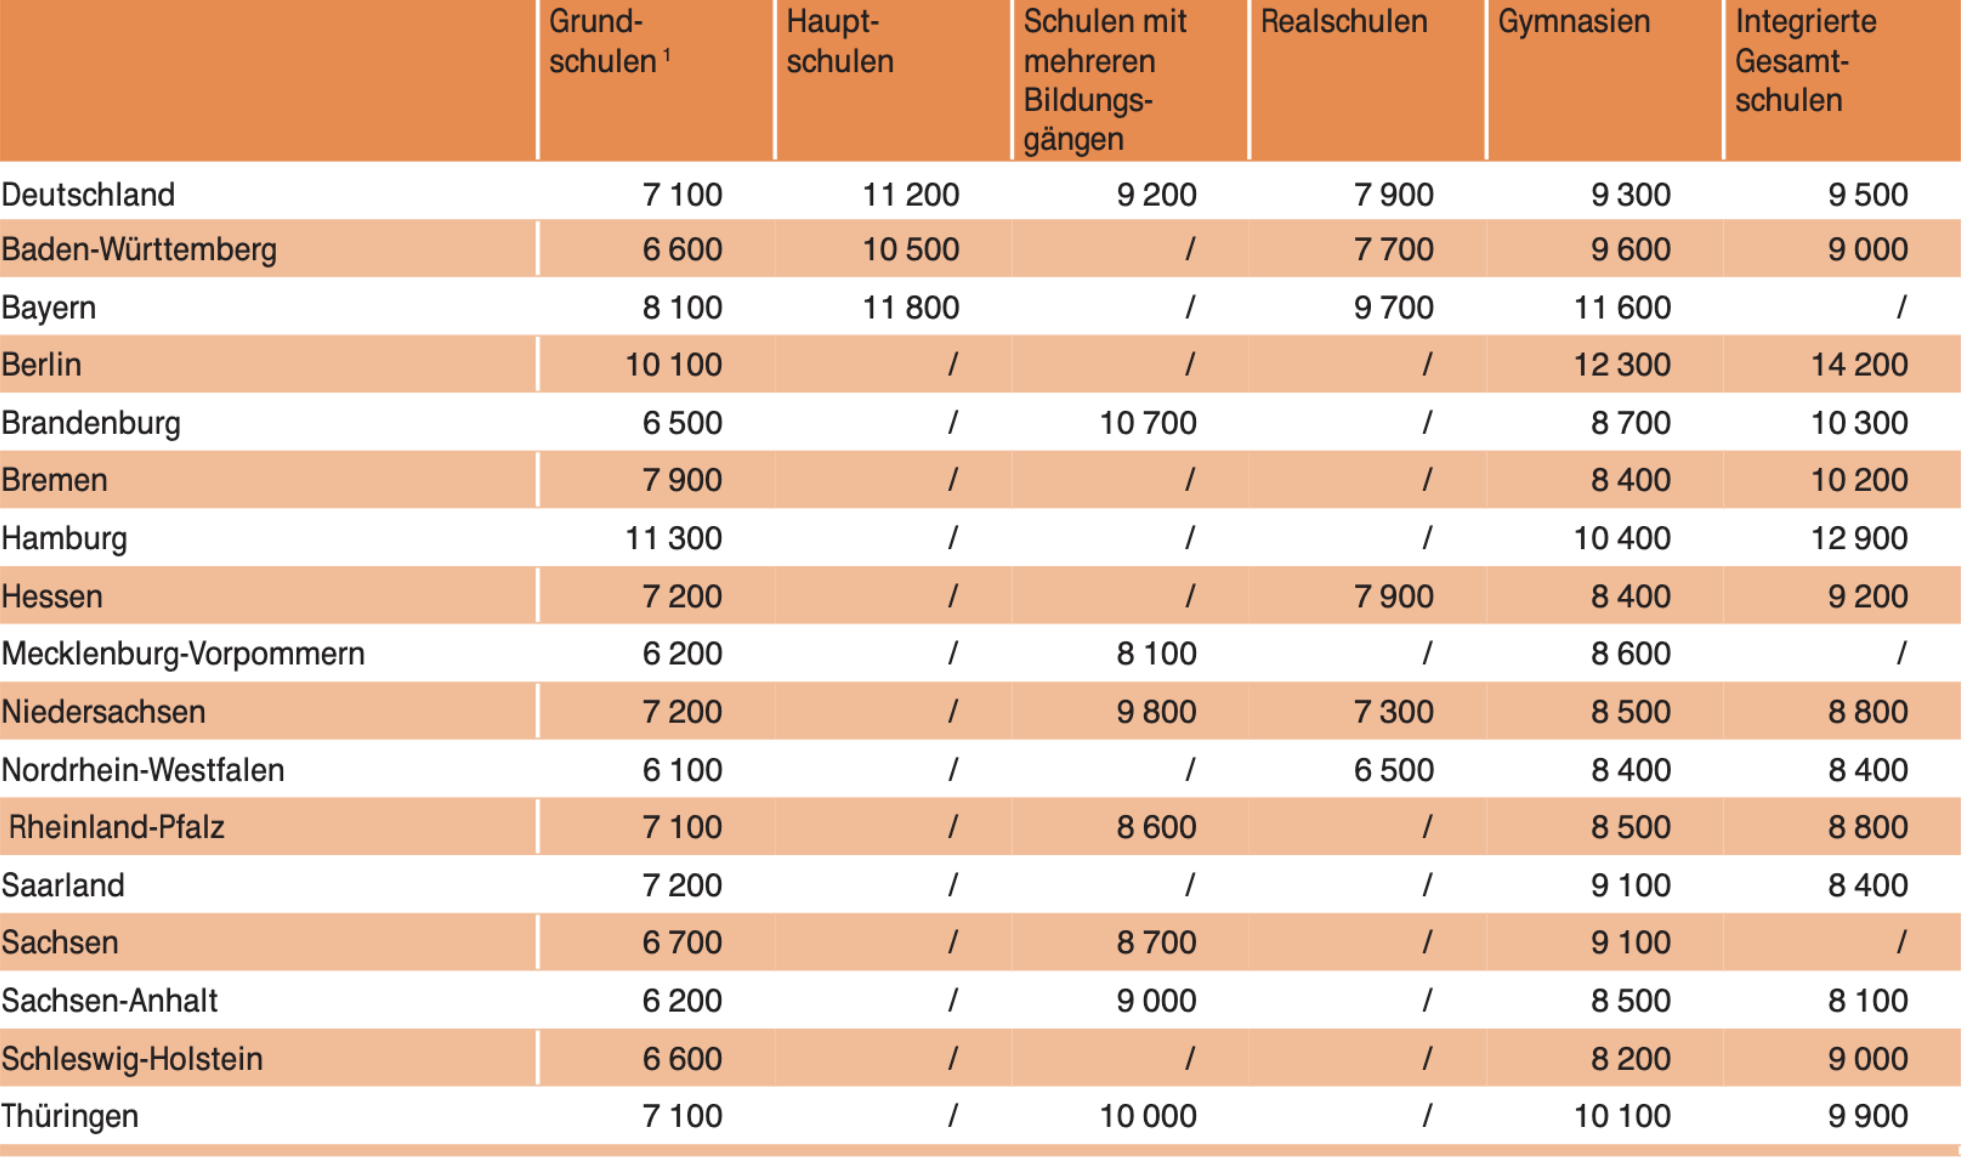 Grund-
schulen ¹
Haupt-
schulen
Schulen mit
mehreren
Bildungs-
gängen
Realschulen
Gymnasien
Integrierte
Gesamt-
schulen
Deutschland 7 100 11 200 9 200 7 900 9 300 9 500
Baden-Württemberg 6 600 10 500 / 7 700 9 600 9 000
Bayern 8 100 11 800 / 9 700 11 600 /
Berlin 10 100 / / / 12 300 14 200
Brandenburg 6 500 / 10 700 / 8 700 10 300
Bremen 7 900 / / / 8 400 10 200
Hamburg 11 300 / / / 10 400 12 900
Hessen 7 200 / / 7 900 8 400 9 200
Mecklenburg-Vorpommern 6 200 / 8 100 / 8 600 /
Niedersachsen 7 200 / 9 800 7 300 8 500 8 800
Nordrhein-Westfalen 6 100 / / 6 500 8 400 8 400
Rheinland-Pfalz 7 100 / 8 600 / 8 500 8 800
Saarland 7 200 / / / 9 100 8 400
Sachsen 6 700 / 8 700 / 9 100 /
Sachsen-Anhalt 6 200 / 9 000 / 8 500 8 100
Schleswig-Holstein 6 600 / / / 8 200 9 000
Thüringen 7 100 / 10 000 / 10 100 9 900